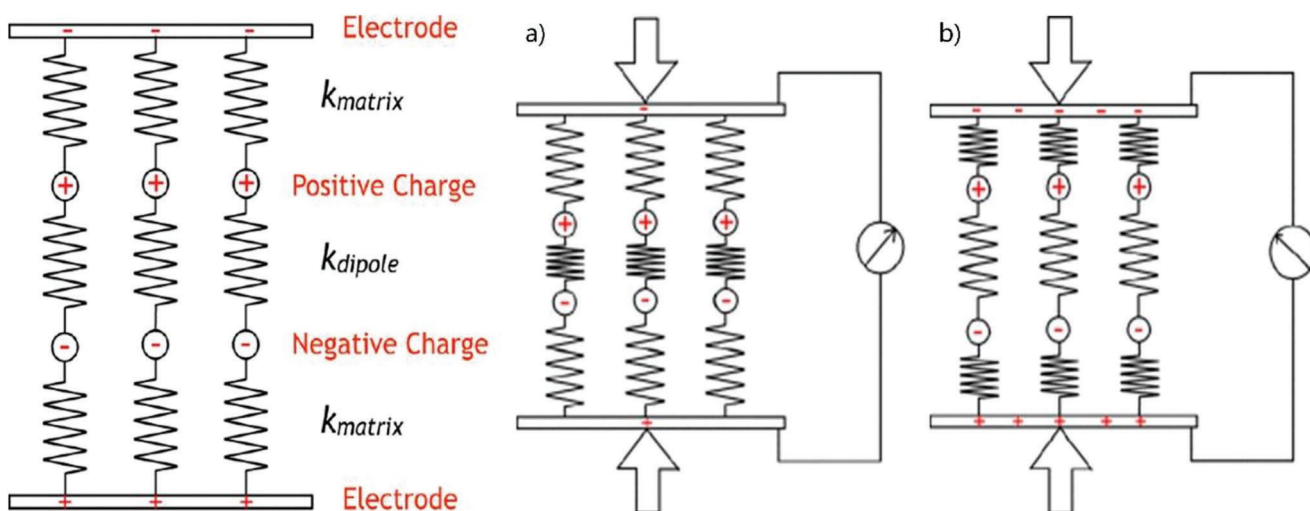 Electrode
kmatrix
Positive Charge
kdipole
Negative Charge
kmatrix
Electrode
a)
b)